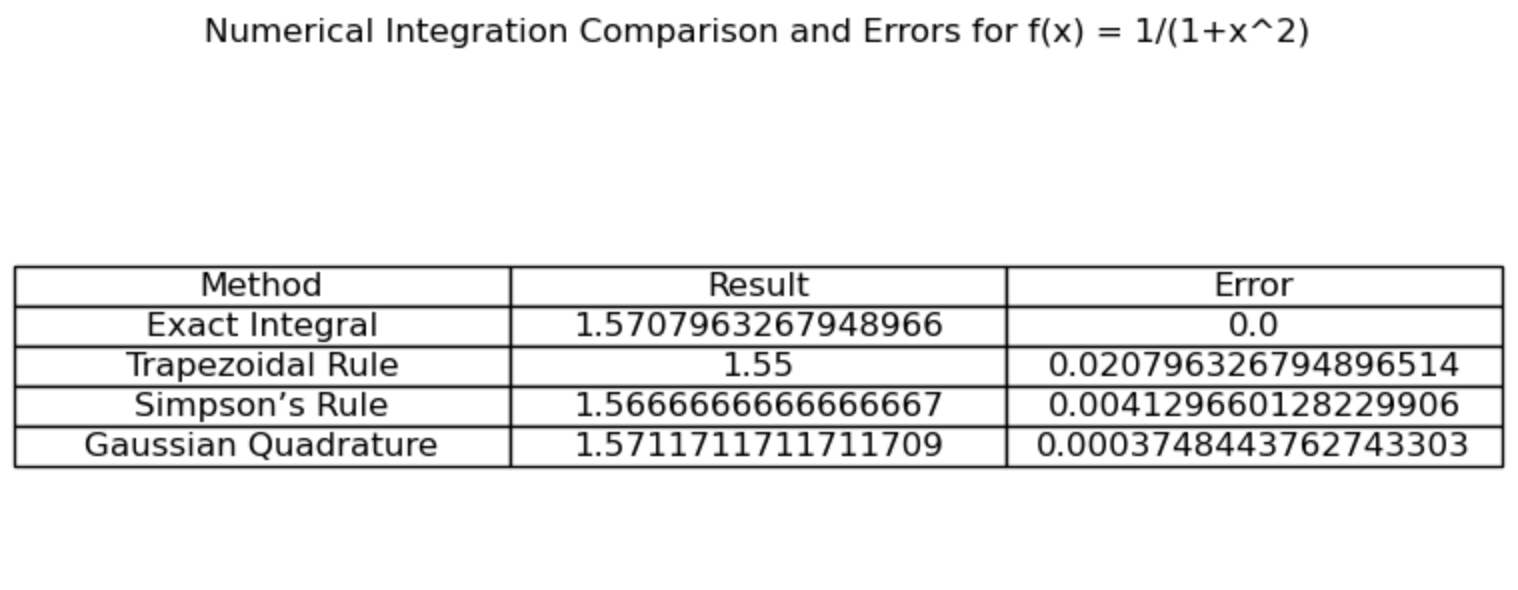 Numerical Integration Comparison and Errors for f(x) = 1/(1+x^2)
Method Result Error
Exact Integral 1.5707963267948966 0.0
Trapezoidal Rule 1.55 0.020796326794896514
Simpson’s Rule 1.5666666666666667 0.004129660128229906
Gaussian Quadrature 1.5711711711711709 0.0003748443762743303